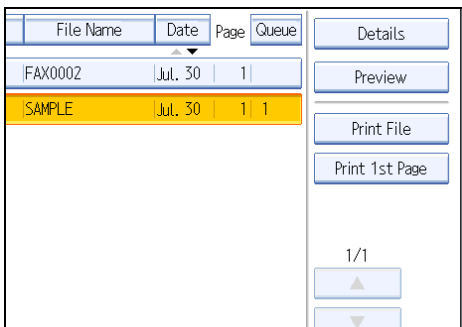 File Name Date Page Queue
FAX0002 Jul. 30 1
SAMPLE Jul. 30 1 1
Details
Preview
Print File
Print 1st Page
1/1